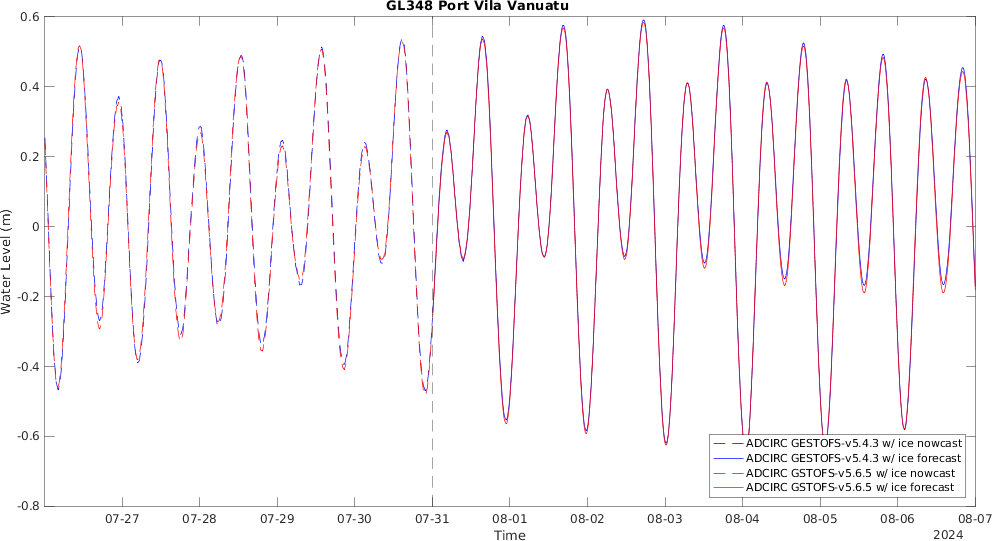 GL348 Port Vila Vanuatu
0.6
0.4
0.2
0
-0.2
-0.4
-0.6
-0.8
Water Level (m)
ADCIRC GESTOFS-v5.4.3 w/ ice nowcast
ADCIRC GESTOFS-v5.4.3 w/ ice forecast
ADCIRC GSTOFS-v5.6.5 w/ ice nowcast
ADCIRC GSTOFS-v5.6.5 w/ ice forecast
07-27 07-28 07-29 07-30 07-31 08-01 08-02 08-03 08-04 08-05 08-06 08-07
Time
2024